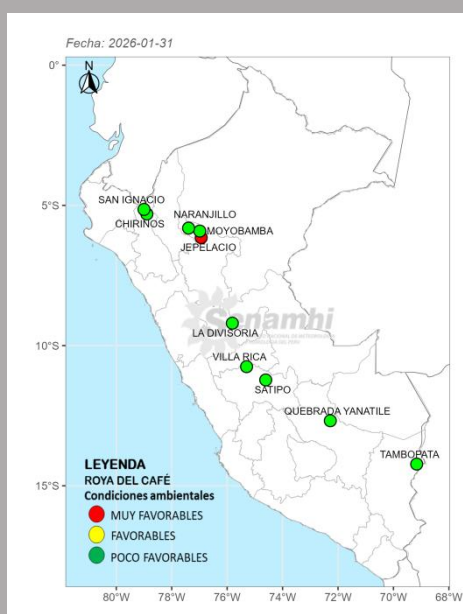 Fecha: 2026-01-31
N
0°
SAN IGNACIO
5°S
NARANJILLO
CHIRINOS
MOYOBAMBA
JEPELACIO
Senamhi
LA DIVISORIA
10°S
VILLA RICA
SATIPO
QUEBRADA YANATILE
TAMBOPATA
LEYENDA
ROYA DEL CAFÉ
15°S
Condiciones ambientales
MUY FAVORABLES
FAVORABLES
POCO FAVORABLES
80°W 78°W 76°W 74°W 72°W 70°W 68°W